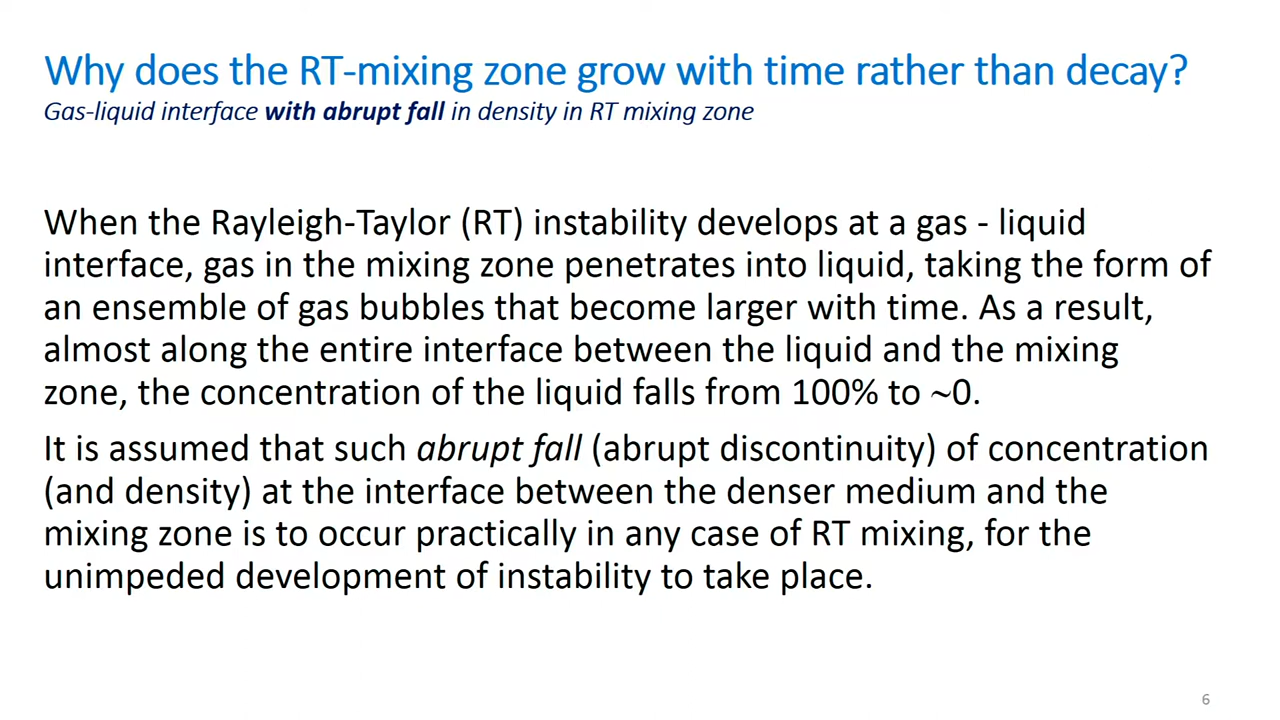 Why does the RT-mixing zone grow with time rather than decay?
Gas-liquid interface with abrupt fall in density in RT mixing zone
When the Rayleigh-Taylor (RT) instability develops at a gas - liquid
interface, gas in the mixing zone penetrates into liquid, taking the form of
an ensemble of gas bubbles that become larger with time. As a result,
almost along the entire interface between the liquid and the mixing
zone, the concentration of the liquid falls from 100% to ~0.
It is assumed that such abrupt fall (abrupt discontinuity) of concentration
(and density) at the interface between the denser medium and the
mixing zone is to occur practically in any case of RT mixing, for the
unimpeded development of instability to take place.
6